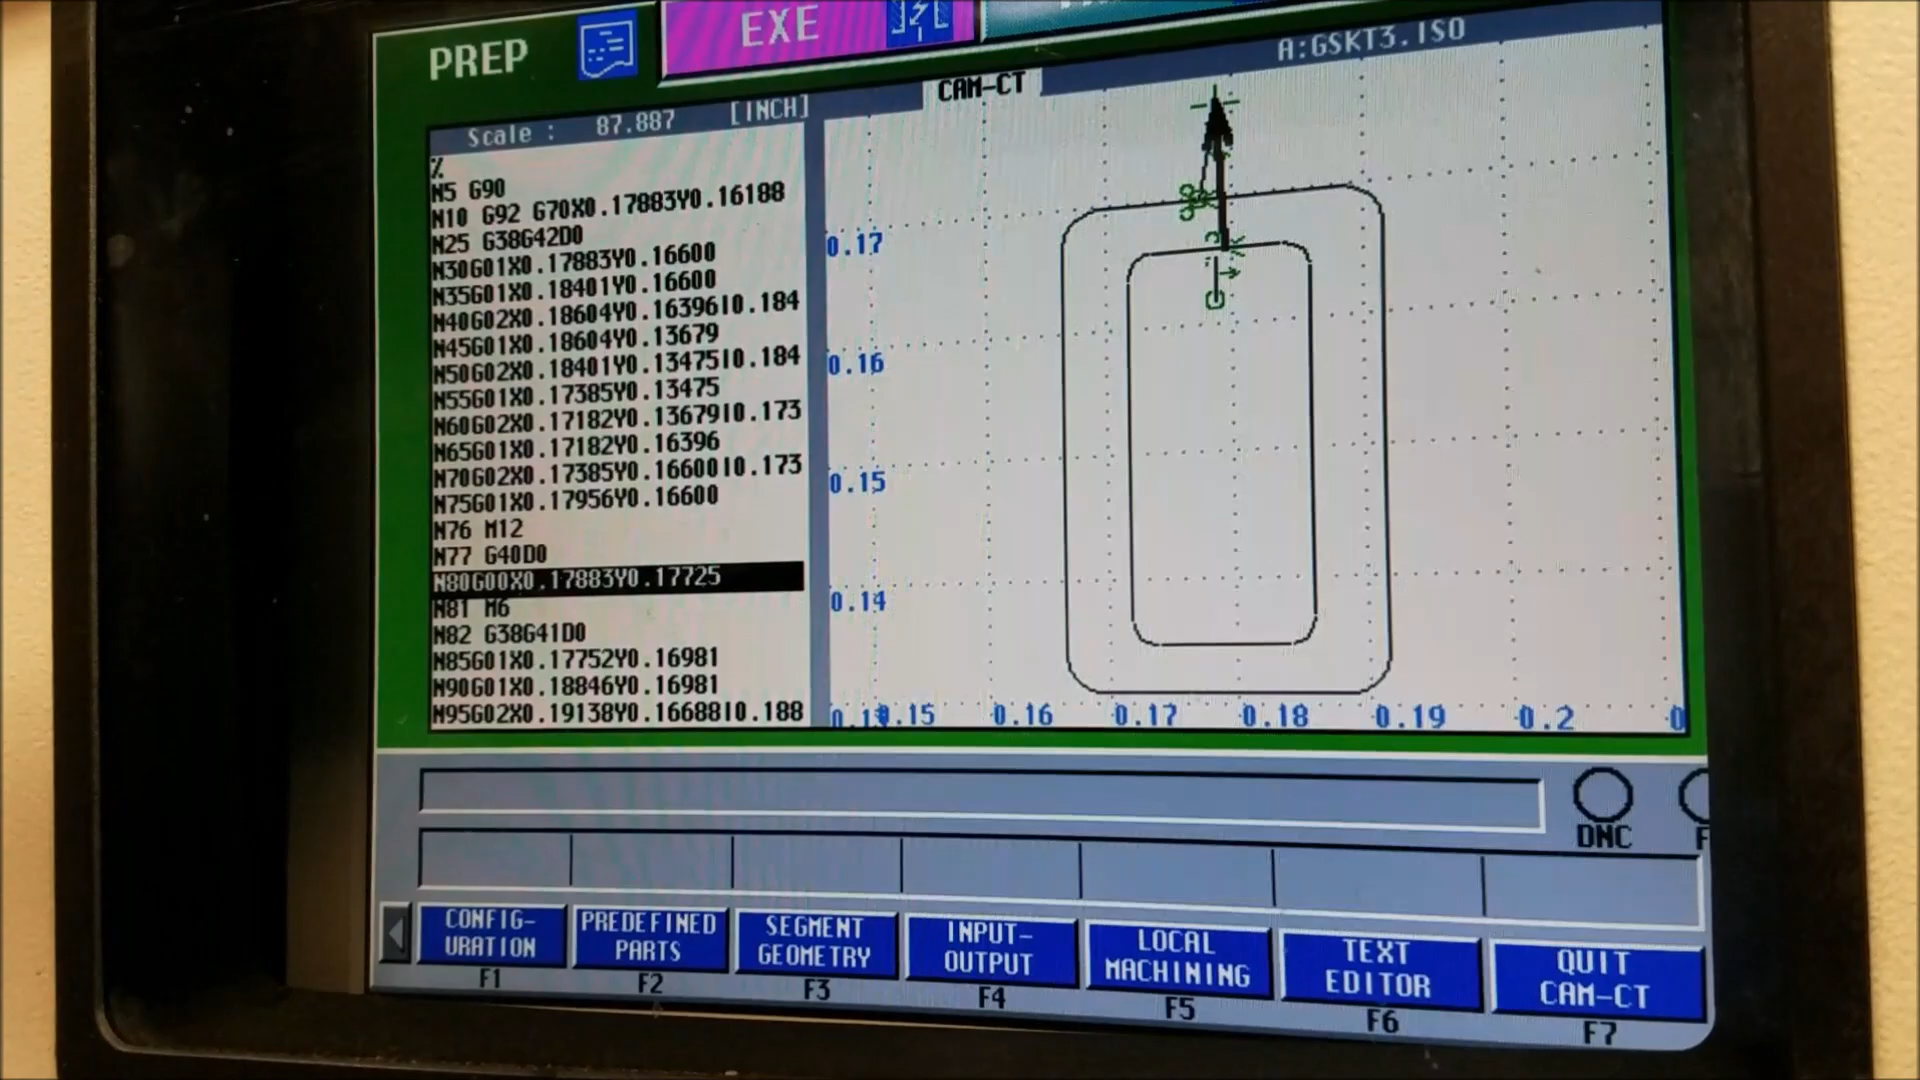 PREP
EXE
A:GSKT3.ISO
CAM-CT
Scale : 87.887 [INCH]
%
N5 G90
N10 G92 G70X0.17883Y0.16188
N25 G38G42D0
N30G01X0.17883Y0.16600
N35G01X0.18401Y0.16600
N40G02X0.18604Y0.16396I0.184
N45G01X0.18604Y0.13679
N50G02X0.18401Y0.13475I0.184
N55G01X0.17385Y0.13475
N60G02X0.17182Y0.13679I0.173
N65G01X0.17182Y0.16396
N70G02X0.17385Y0.16600I0.173
N75G01X0.17956Y0.16600
N76 M12
N77 G40D0
N80G00X0.17883Y0.17725
N81 M6
N82 G38G41D0
N85G01X0.17752Y0.16981
N90G01X0.18846Y0.16981
N95G02X0.19138Y0.16688I0.188
0.17
0.16
0.15
0.14
0.15 0.16 0.17 0.18 0.19 0.2
DNC
CONFIG-
URATION
F1
PREDEFINED
PARTS
F2
SEGMENT
GEOMETRY
F3
INPUT-
OUTPUT
F4
LOCAL
MACHINING
F5
TEXT
EDITOR
F6
QUIT
CAM-CT
F7